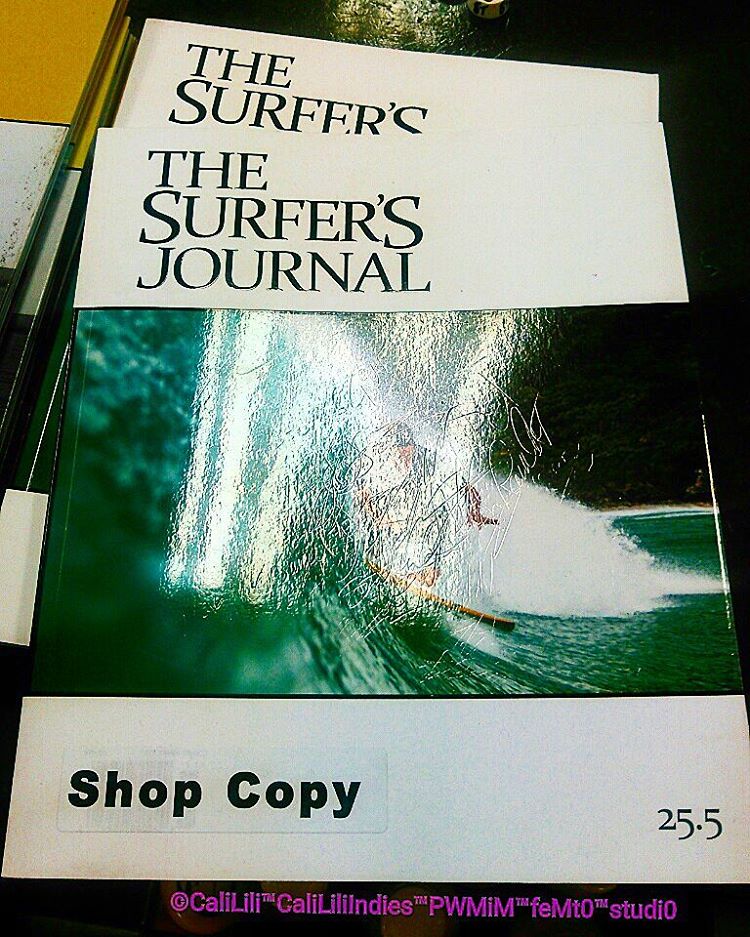 THE
SURFER'S
THE
SURFER'S
JOURNAL
Shop Copy
25.5
©CaliLili™CaliLiliIndies™PWMiM™feMt0™studi0